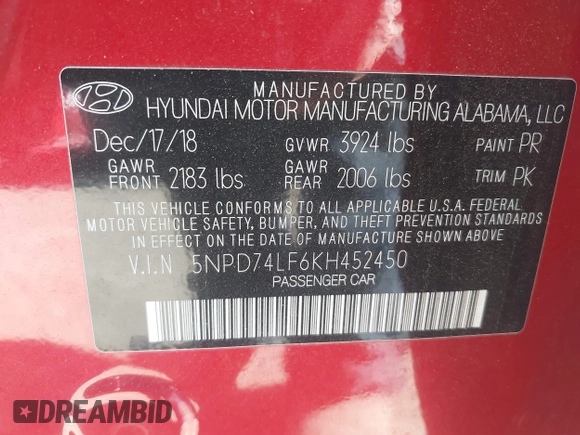 MANUFACTURED BY
HYUNDAI MOTOR MANUFACTURING ALABAMA, LLC
Dec/17/18 GVWR 3924 lbs PAINT PR
GAWR FRONT 2183 lbs GAWR REAR 2006 lbs TRIM PK
THIS VEHICLE CONFORMS TO ALL APPLICABLE U.S.A. FEDERAL
MOTOR VEHICLE SAFETY, BUMPER, AND THEFT PREVENTION STANDARDS
IN EFFECT ON THE DATE OF MANUFACTURE SHOWN ABOVE.
V.I.N 5NPD74LF6KH452450
PASSENGER CAR
DREAMBID